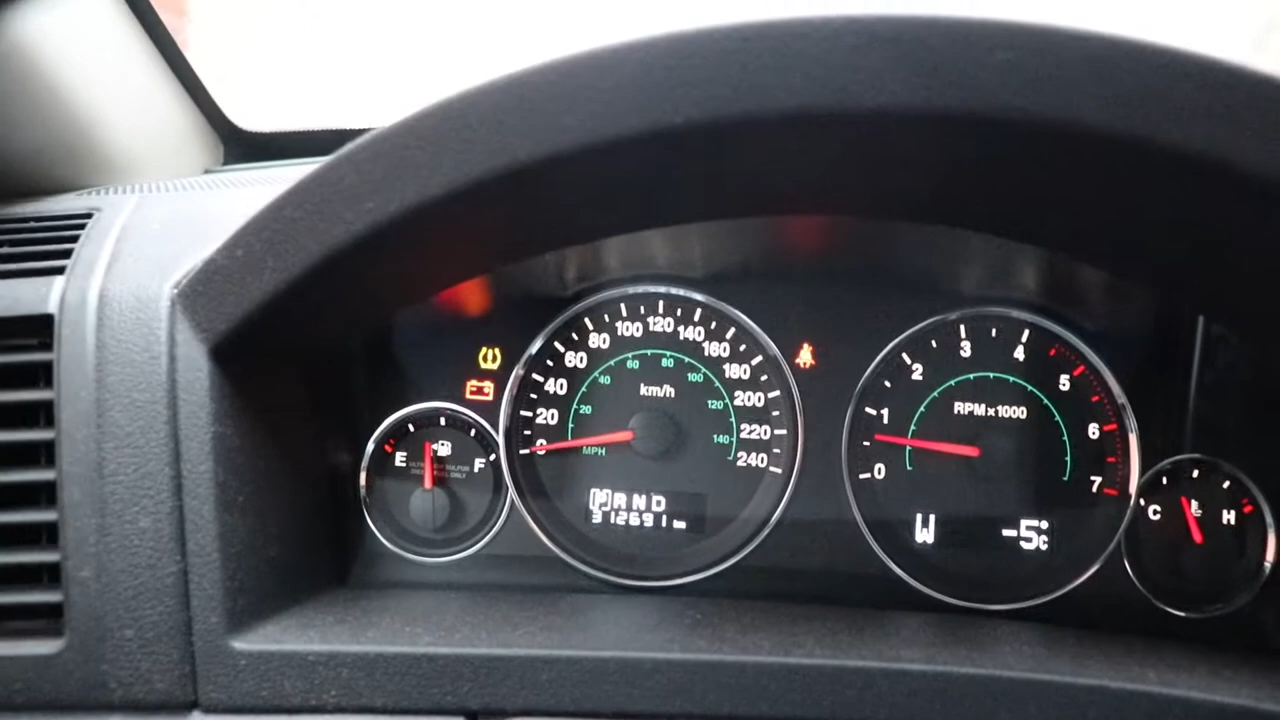 E F
ULTRA LOW SULFUR
DIESEL FUEL ONLY
0 20 40 60 80 100 120 140 160 180 200 220 240
20 40 60 80 100 120 140
km/h
MPH
P R N D
312691 km
0 1 2 3 4 5 6 7
RPM×1000
W -5°C
C H